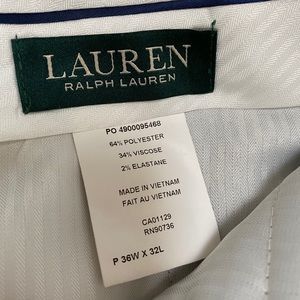 LAUREN
RALPH LAUREN
PO 4900095468
64% POLYESTER
34% VISCOSE
2% ELASTANE
MADE IN VIETNAM
FAIT AU VIETNAM
CA01129
RN90736
P 36W X 32L